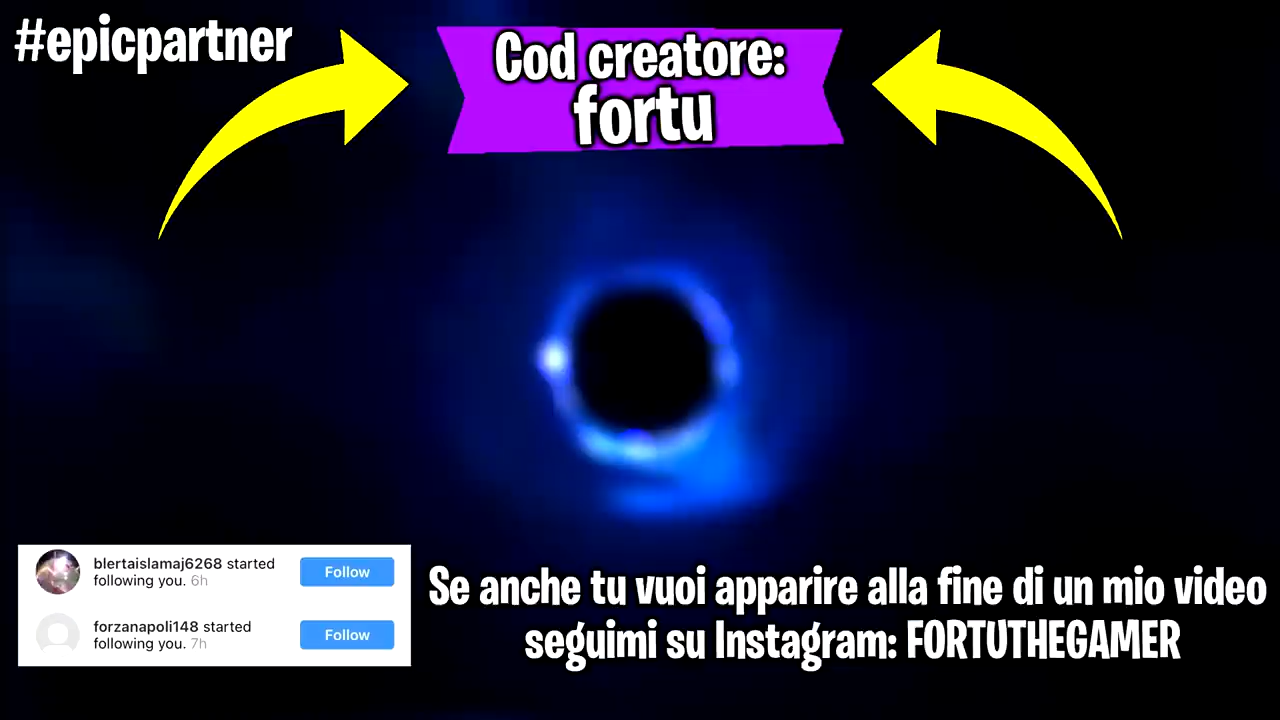 #epicpartner
Cod creatore:
fortu
blertaislamaj6268 started
following you. 6h
Follow
forzanapoli148 started
following you. 7h
Follow
Se anche tu vuoi apparire alla fine di un mio video
seguimi su Instagram: FORTUTHEGAMER